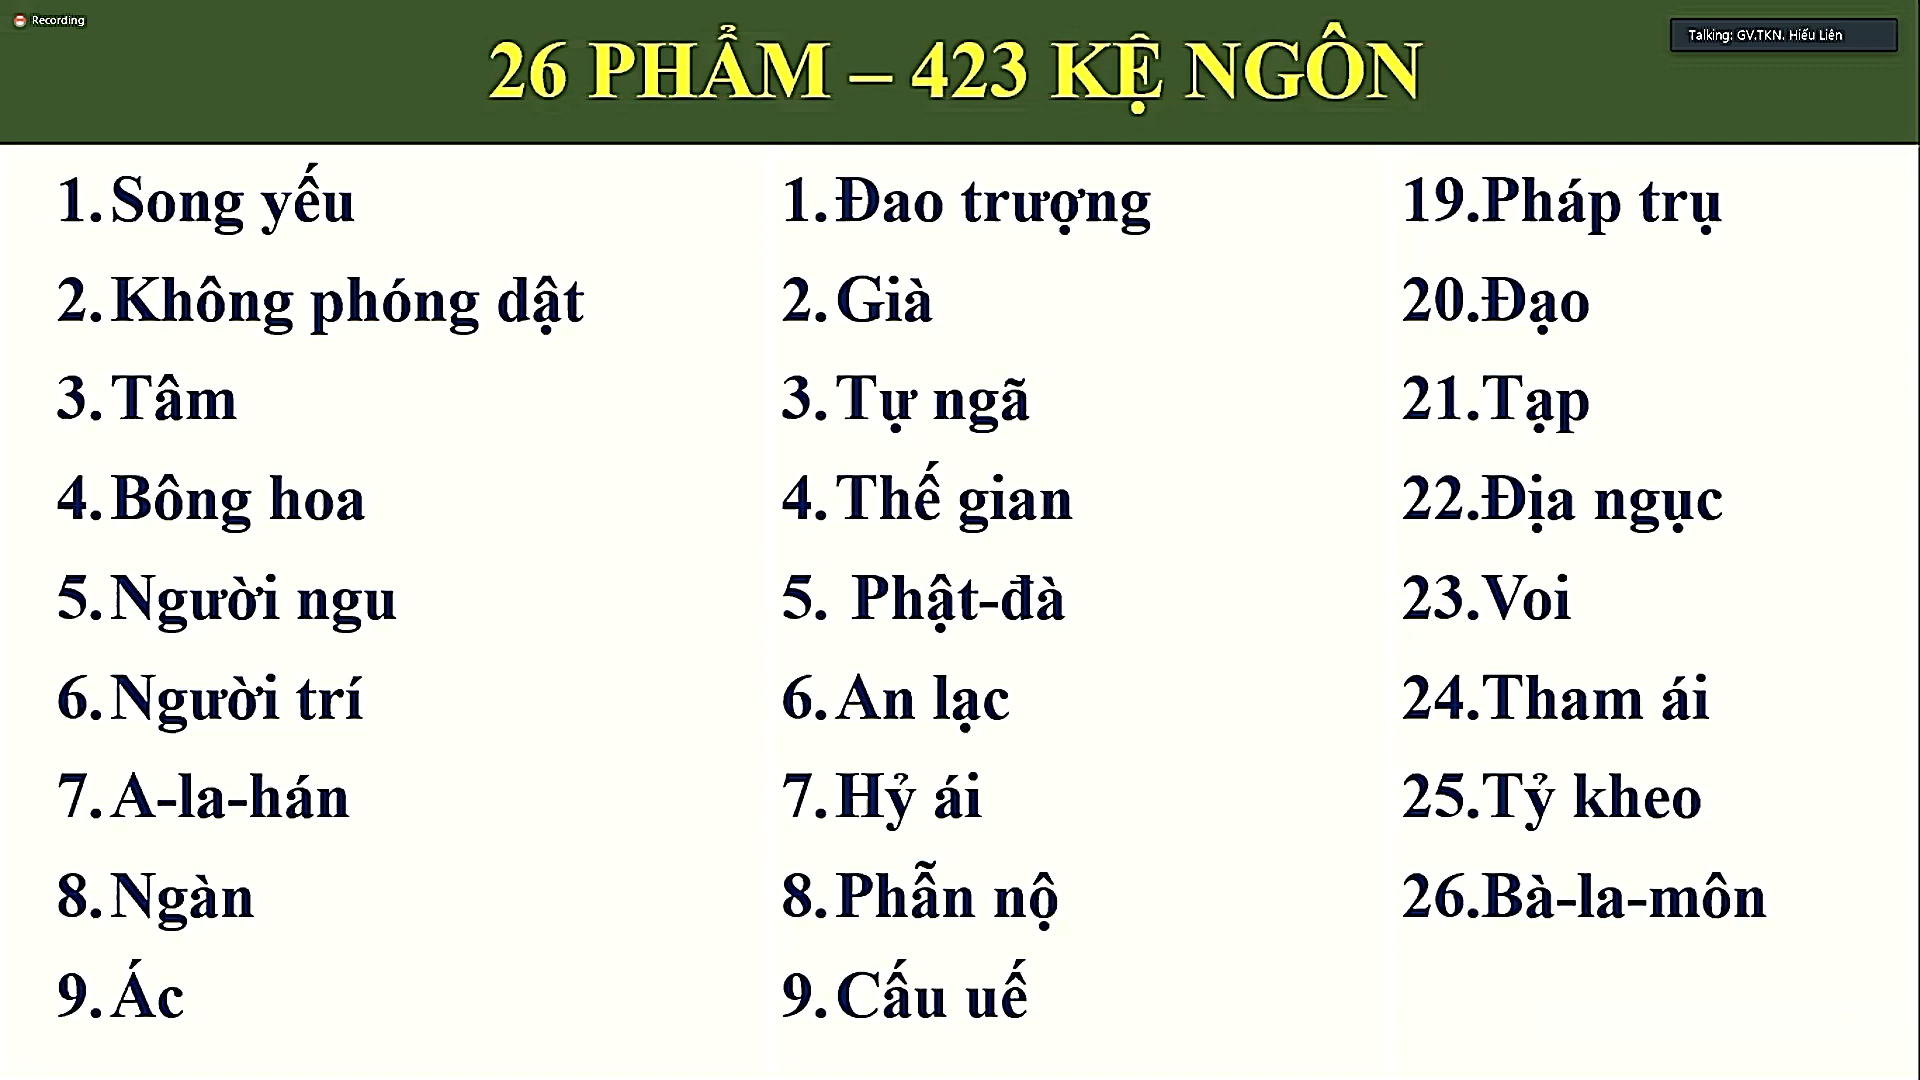 Recording
Talking: GV.TKN. Hiếu Liên
26 PHẨM – 423 KỆ NGÔN
1. Song yếu
2. Không phóng dật
3. Tâm
4. Bông hoa
5. Người ngu
6. Người trí
7. A-la-hán
8. Ngàn
9. Ác
1. Đao trượng
2. Già
3. Tự ngã
4. Thế gian
5. Phật-đà
6. An lạc
7. Hỷ ái
8. Phẫn nộ
9. Cấu uế
19.Pháp trụ
20.Đạo
21.Tạp
22.Địa ngục
23.Voi
24.Tham ái
25.Tỷ kheo
26.Bà-la-môn